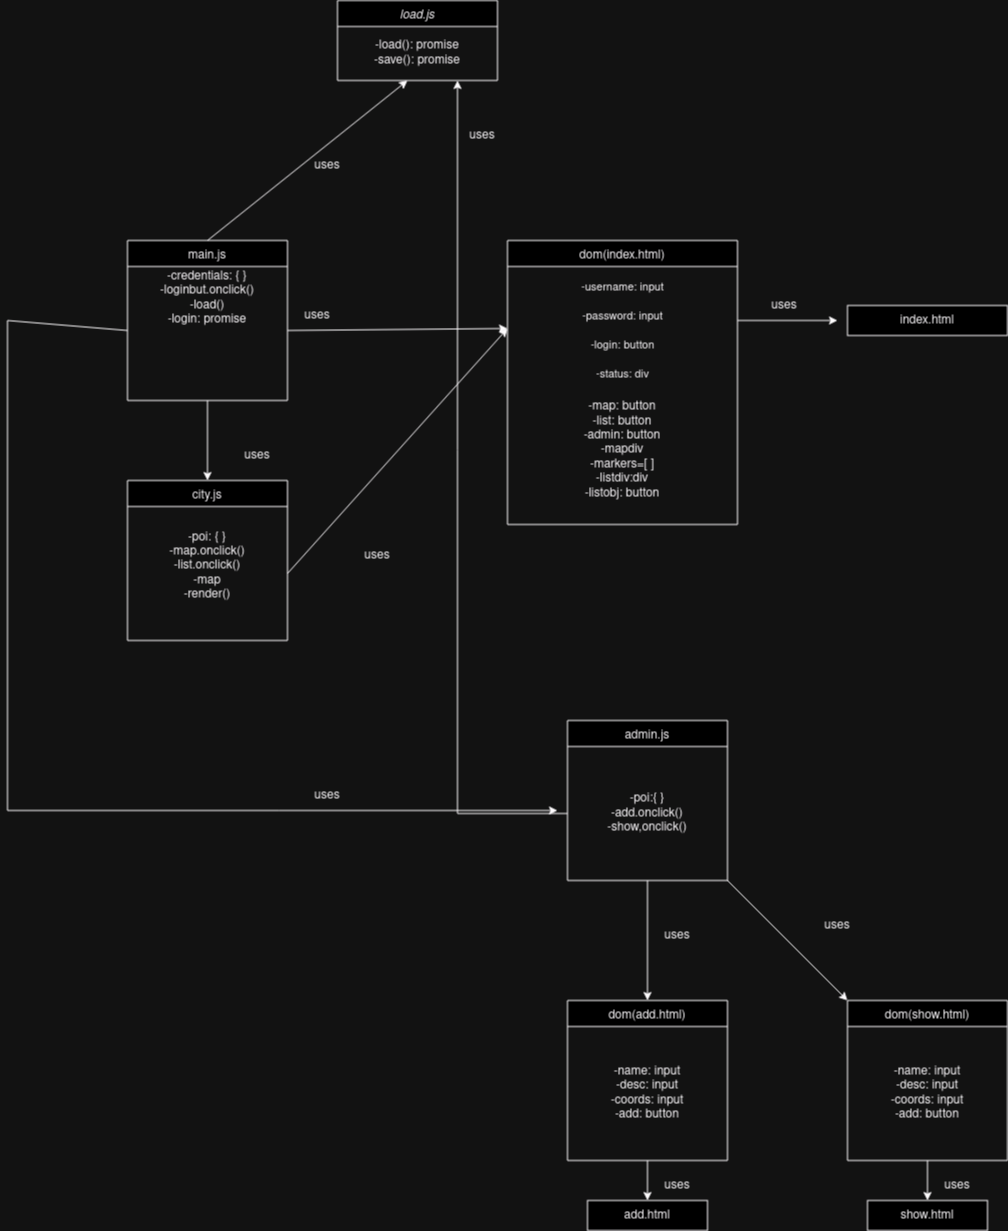 load.js
-load(): promise
-save(): promise
uses
uses
main.js
-credentials: { }
-loginbut.onclick()
-load()
-login: promise
uses
dom(index.html)
-username: input
-password: input
-login: button
-status: div
-map: button
-list: button
-admin: button
-mapdiv
-markers=[ ]
-listdiv:div
-listobj: button
uses
index.html
uses
city.js
-poi: { }
-map.onclick()
-list.onclick()
-map
-render()
uses
admin.js
-poi:{ }
-add.onclick()
-show,onclick()
uses
uses
uses
dom(add.html)
-name: input
-desc: input
-coords: input
-add: button
dom(show.html)
-name: input
-desc: input
-coords: input
-add: button
uses
uses
add.html
show.html